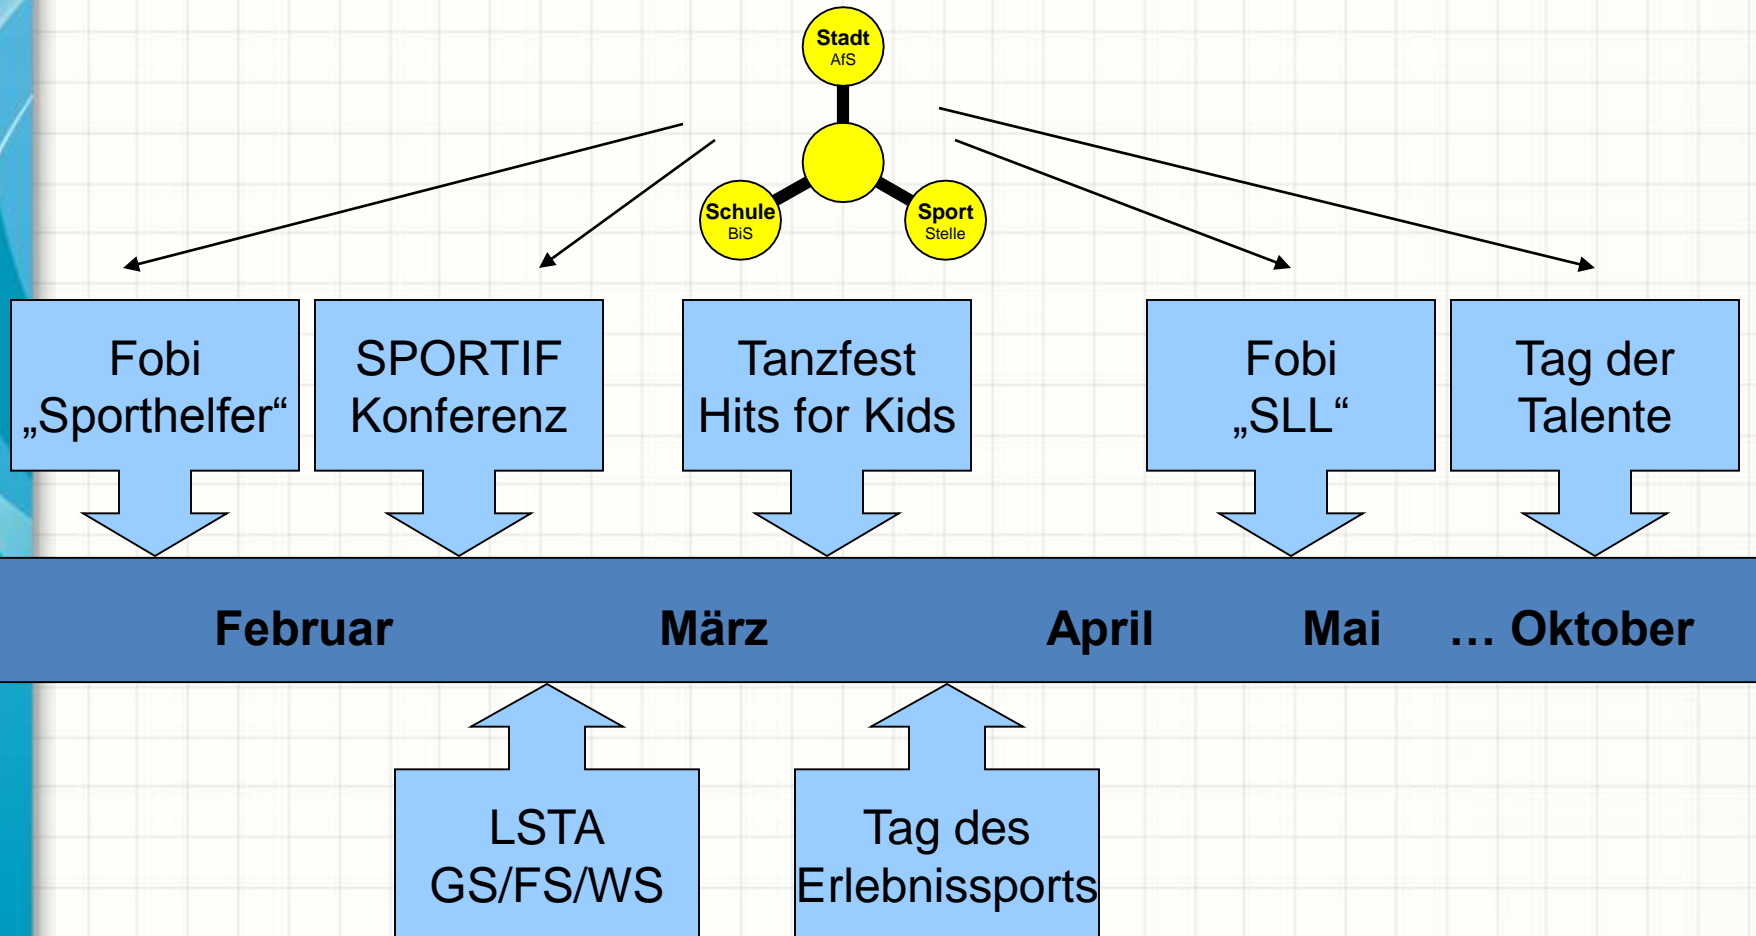 Stadt
AfS
Schule
BiS
Sport
Stelle
Fobi
„Sporthelfer“
SPORTIF
Konferenz
Tanzfest
Hits for Kids
Fobi
„SLL“
Tag der
Talente
Februar März April Mai … Oktober
LSTA
GS/FS/WS
Tag des
Erlebnissports